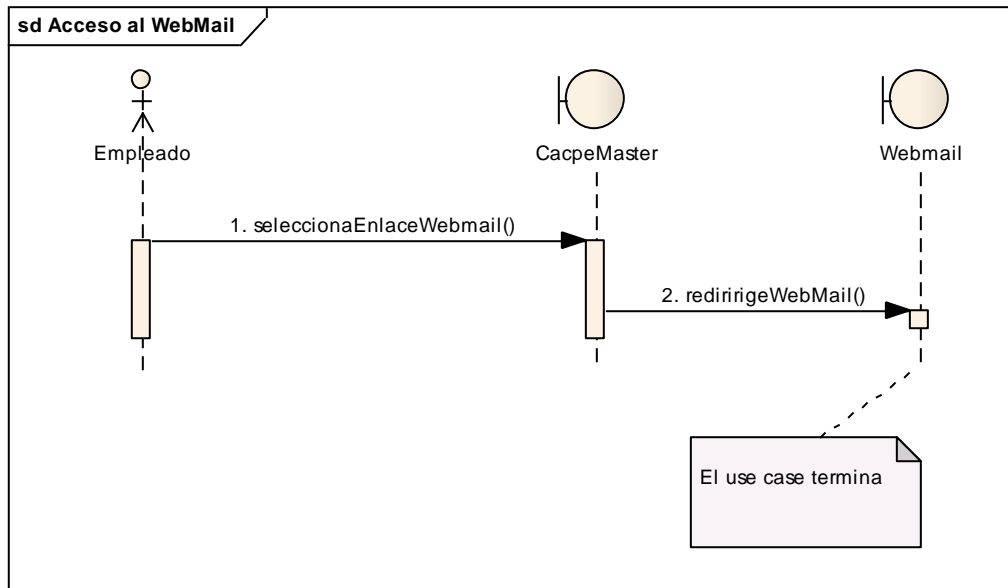 sd Acceso al WebMail
Empleado
CacpeMaster
Webmail
1. seleccionaEnlaceWebmail()
2. rediririgeWebMail()
El use case termina